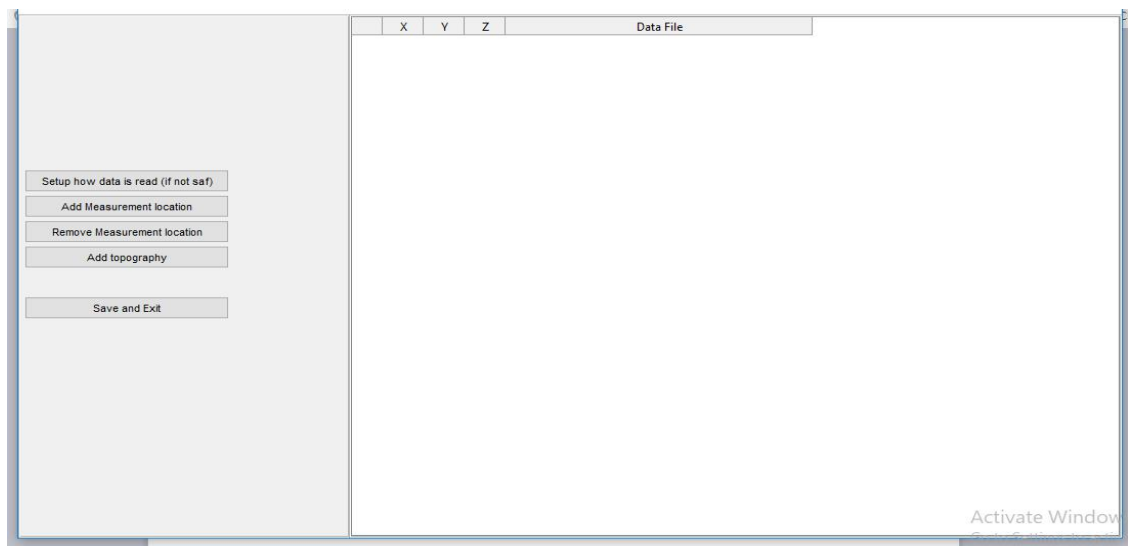 X Y Z Data File
Setup how data is read (if not saf)
Add Measurement location
Remove Measurement location
Add topography
Save and Exit
Activate Window